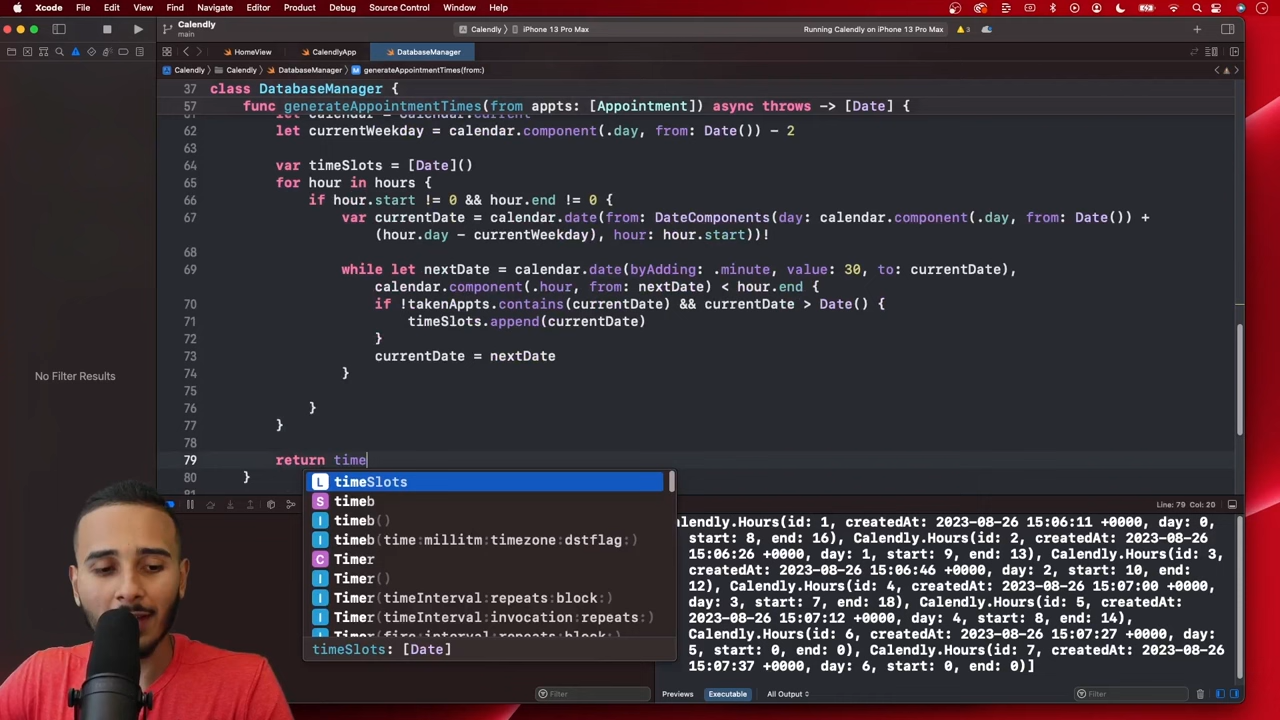 Xcode File Edit View Find Navigate Editor Product Debug Source Control Window Help
Calendly
main
Calendly iPhone 13 Pro Max
Running Calendly on iPhone 13 Pro Max 3
HomeView CalendlyApp DatabaseManager
Calendly Calendly DatabaseManager generateAppointmentTimes(from:)
37 class DatabaseManager {
57 func generateAppointmentTimes(from appts: [Appointment]) async throws -> [Date] {
62 let currentWeekday = calendar.component(.day, from: Date()) - 2
63
64 var timeSlots = [Date]()
65 for hour in hours {
66 if hour.start != 0 && hour.end != 0 {
67 var currentDate = calendar.date(from: DateComponents(day: calendar.component(.day, from: Date()) +
(hour.day - currentWeekday), hour: hour.start))!
68
69 while let nextDate = calendar.date(byAdding: .minute, value: 30, to: currentDate),
calendar.component(.hour, from: nextDate) < hour.end {
70 if !takenAppts.contains(currentDate) && currentDate > Date() {
71 timeSlots.append(currentDate)
72 }
73 currentDate = nextDate
74 }
75
76 }
77 }
78
79 return time
80 }
No Filter Results
timeSlots
timeb
timeb()
timeb(time:millitm:timezone:dstflag:)
Timer
Timer()
Timer(timeInterval:repeats:block:)
Timer(timeInterval:invocation:repeats:)
Timer(fire:interval:repeats:block:)
timeSlots: [Date]
Line: 79 Col: 20
Calendly.Hours(id: 1, createdAt: 2023-08-26 15:06:11 +0000, day: 0,
start: 8, end: 16), Calendly.Hours(id: 2, createdAt: 2023-08-26
15:06:26 +0000, day: 1, start: 9, end: 13), Calendly.Hours(id: 3,
createdAt: 2023-08-26 15:06:46 +0000, day: 2, start: 10, end:
12), Calendly.Hours(id: 4, createdAt: 2023-08-26 15:07:00 +0000,
day: 3, start: 7, end: 18), Calendly.Hours(id: 5, createdAt:
2023-08-26 15:07:12 +0000, day: 4, start: 8, end: 14),
Calendly.Hours(id: 6, createdAt: 2023-08-26 15:07:27 +0000, day:
5, start: 0, end: 0), Calendly.Hours(id: 7, createdAt: 2023-08-26
15:07:37 +0000, day: 6, start: 0, end: 0)]
Filter Previews Executable All Output Filter